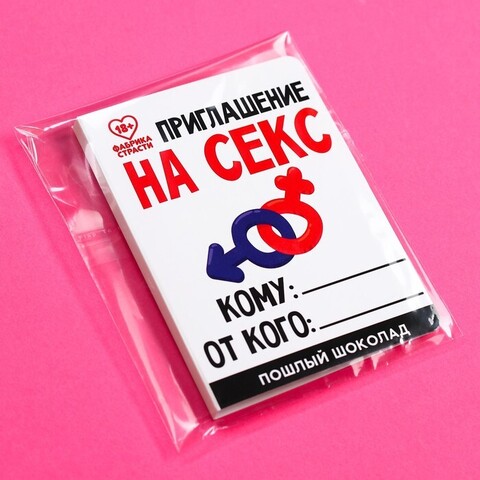 18+
ФАБРИКА
СТРАСТИ
ПРИГЛАШЕНИЕ
НА СЕКС
КОМУ:
ОТ КОГО:
ПОШЛЫЙ ШОКОЛАД